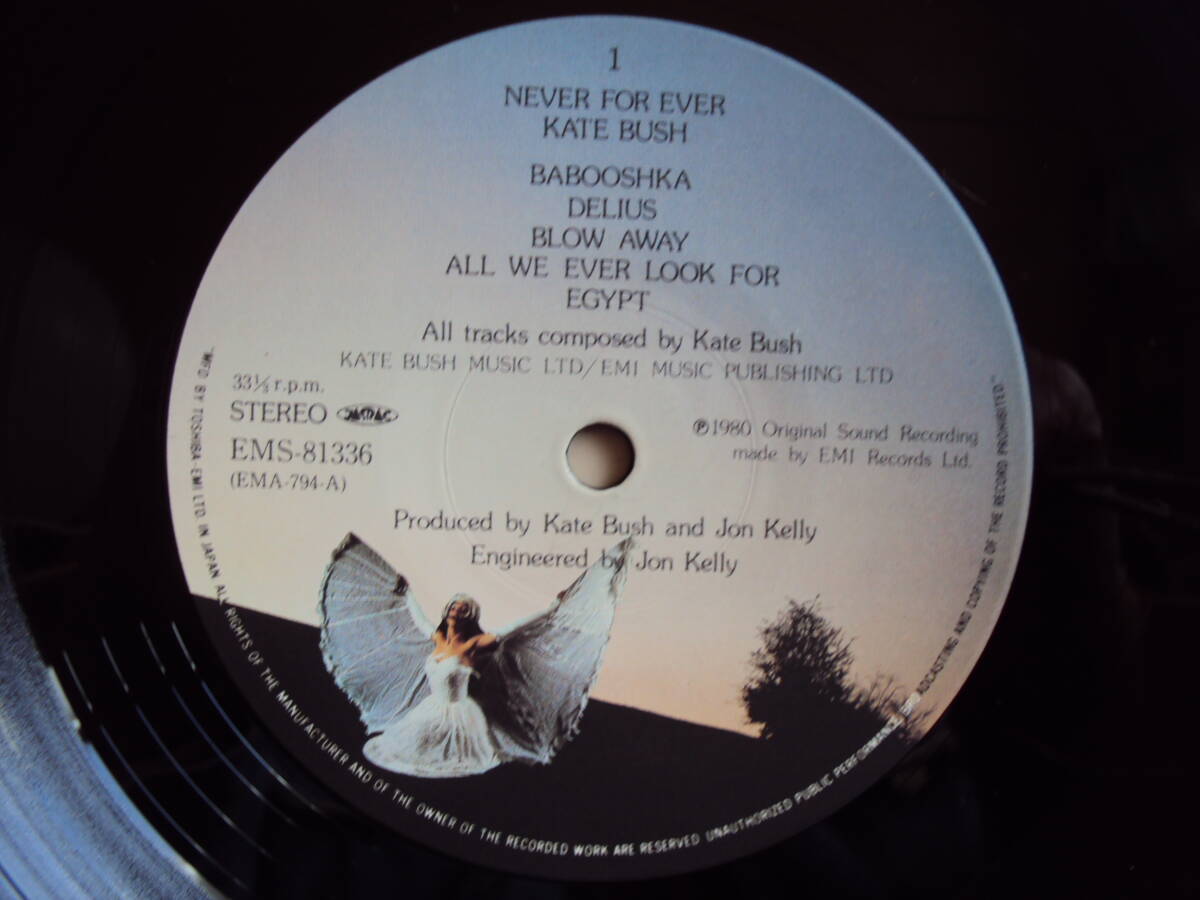 1
NEVER FOR EVER
KATE BUSH
BABOOSHKA
DELIUS
BLOW AWAY
ALL WE EVER LOOK FOR
EGYPT
All tracks composed by Kate Bush
KATE BUSH MUSIC LTD/EMI MUSIC PUBLISHING LTD
33⅓ r.p.m.
STEREO JASRAC
EMS-81336
(EMA-794-A)
℗1980 Original Sound Recording
made by EMI Records Ltd.
Produced by Kate Bush and Jon Kelly
Engineered by Jon Kelly
"MF'D BY TOSHIBA-EMI LTD. IN JAPAN ALL RIGHTS OF THE MANUFACTURER AND OF THE OWNER OF THE RECORDED WORK ARE RESERVED UNAUTHORIZED PUBLIC PERFORMANCE BROADCASTING AND COPYING OF THE RECORD PROHIBITED."